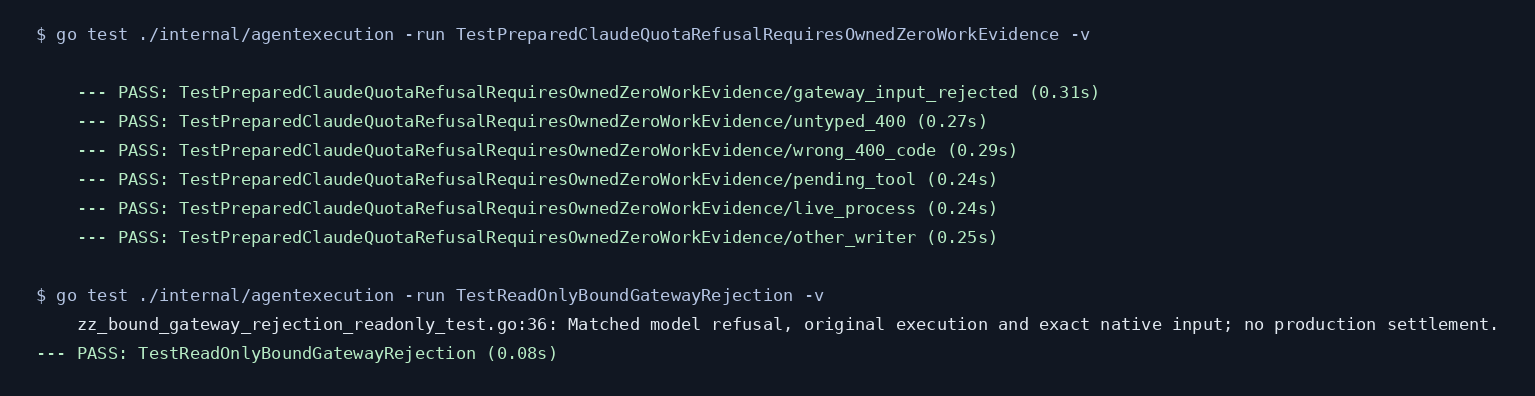 $ go test ./internal/agentexecution -run TestPreparedClaudeQuotaRefusalRequiresOwnedZeroWorkEvidence -v
--- PASS: TestPreparedClaudeQuotaRefusalRequiresOwnedZeroWorkEvidence/gateway_input_rejected (0.31s)
--- PASS: TestPreparedClaudeQuotaRefusalRequiresOwnedZeroWorkEvidence/untyped_400 (0.27s)
--- PASS: TestPreparedClaudeQuotaRefusalRequiresOwnedZeroWorkEvidence/wrong_400_code (0.29s)
--- PASS: TestPreparedClaudeQuotaRefusalRequiresOwnedZeroWorkEvidence/pending_tool (0.24s)
--- PASS: TestPreparedClaudeQuotaRefusalRequiresOwnedZeroWorkEvidence/live_process (0.24s)
--- PASS: TestPreparedClaudeQuotaRefusalRequiresOwnedZeroWorkEvidence/other_writer (0.25s)
$ go test ./internal/agentexecution -run TestReadOnlyBoundGatewayRejection -v
zz_bound_gateway_rejection_readonly_test.go:36: Matched model refusal, original execution and exact native input; no production settlement.
--- PASS: TestReadOnlyBoundGatewayRejection (0.08s)